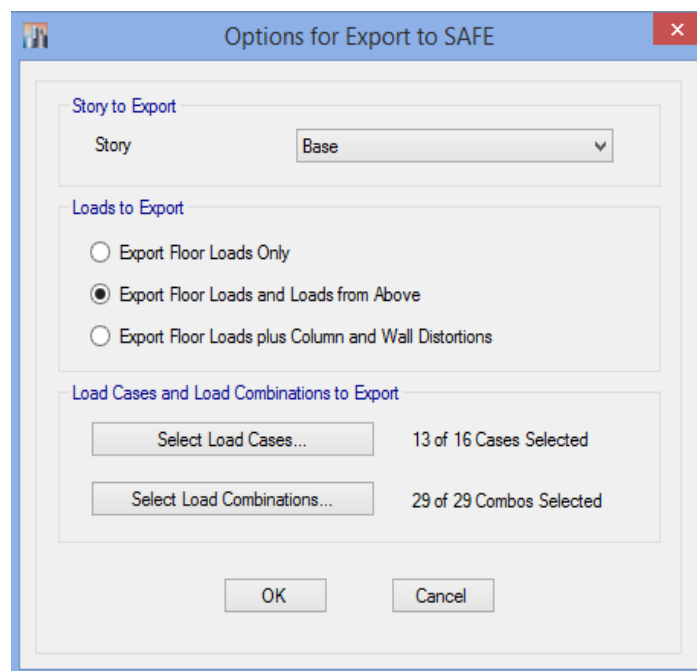 Options for Export to SAFE
Story to Export
Story Base
Loads to Export
Export Floor Loads Only
Export Floor Loads and Loads from Above
Export Floor Loads plus Column and Wall Distortions
Load Cases and Load Combinations to Export
Select Load Cases... 13 of 16 Cases Selected
Select Load Combinations... 29 of 29 Combos Selected
OK Cancel